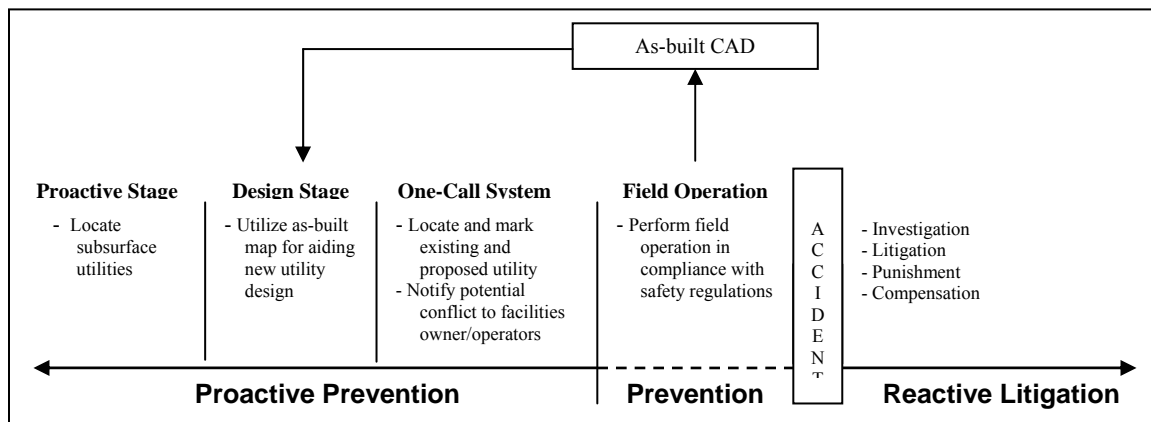 As-built CAD
Proactive Stage
- Locate
subsurface
utilities
Design Stage
- Utilize as-built
map for aiding
new utility
design
One-Call System
- Locate and mark
existing and
proposed utility
- Notify potential
conflict to facilities
owner/operators
Field Operation
- Perform field
operation in
compliance with
safety regulations
A
C
C
I
D
E
N
T
- Investigation
- Litigation
- Punishment
- Compensation
Proactive Prevention
Prevention
Reactive Litigation